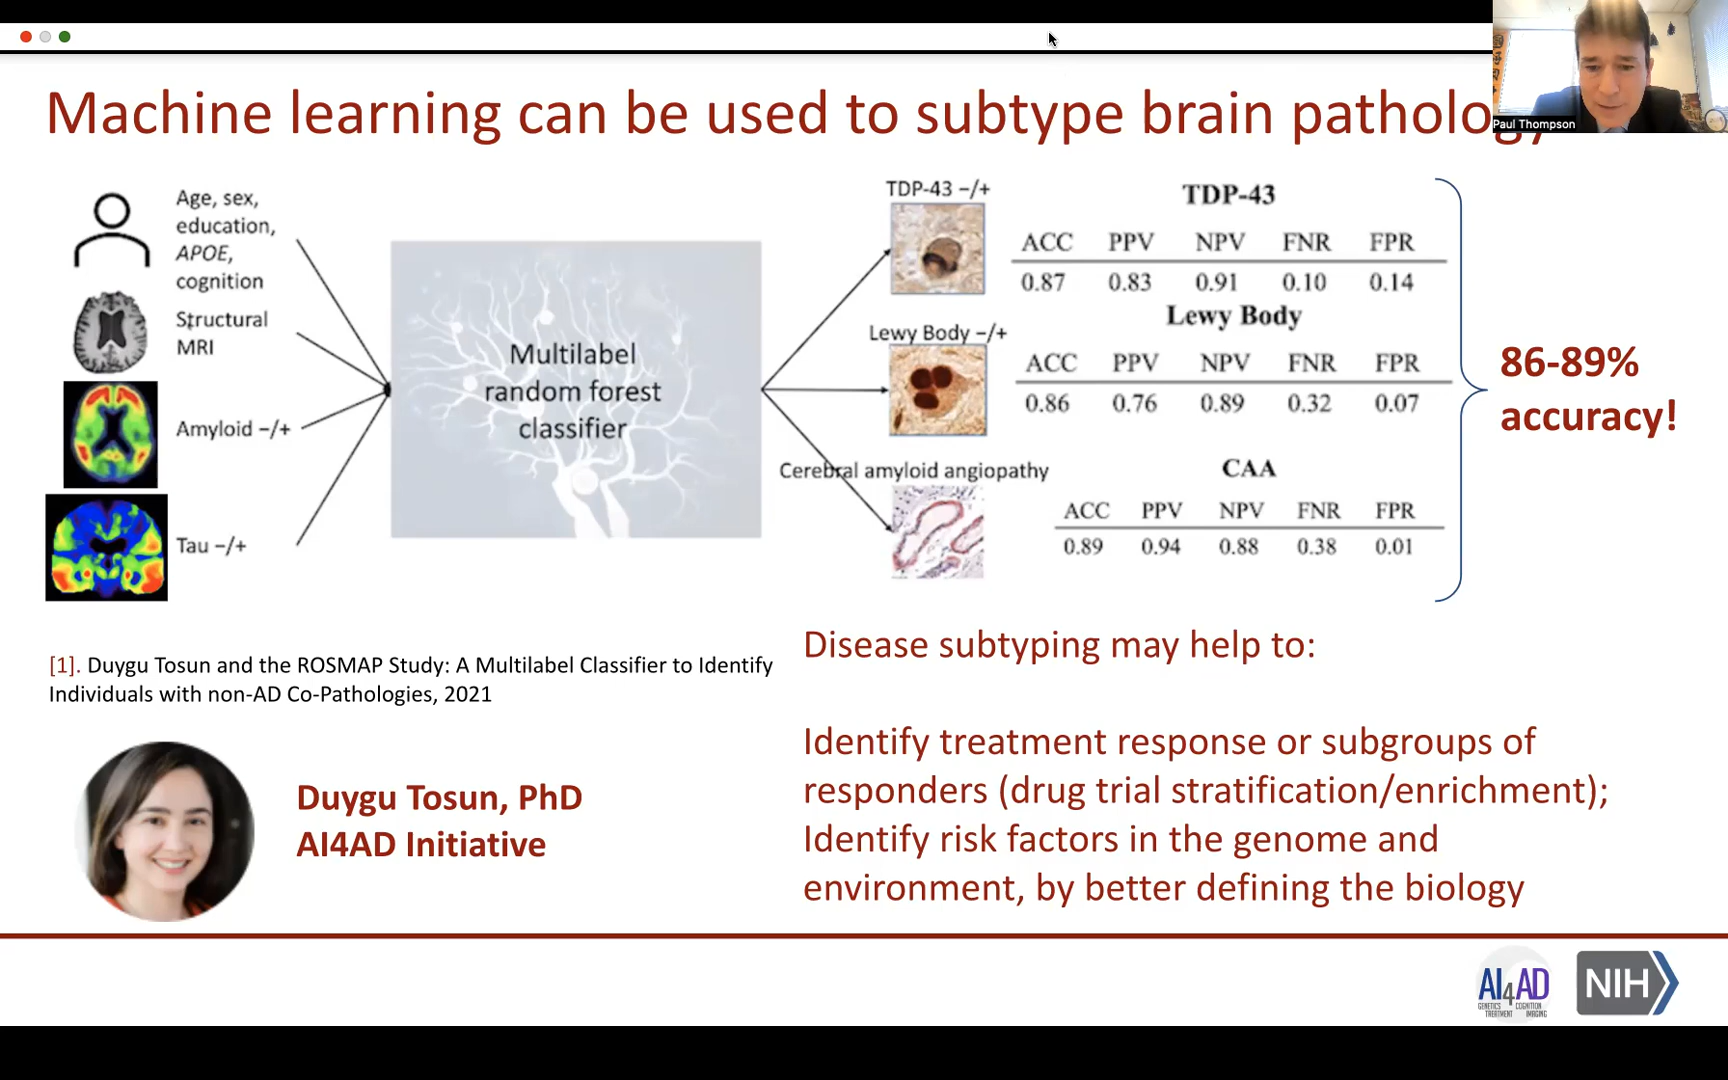 Machine learning can be used to subtype brain pathology
Paul Thompson
Age, sex,
education,
APOE,
cognition
Structural
MRI
Amyloid −/+
Tau −/+
Multilabel
random forest
classifier
TDP-43 −/+
Lewy Body −/+
Cerebral amyloid angiopathy
TDP-43
ACC PPV NPV FNR FPR
0.87 0.83 0.91 0.10 0.14
Lewy Body
ACC PPV NPV FNR FPR
0.86 0.76 0.89 0.32 0.07
CAA
ACC PPV NPV FNR FPR
0.89 0.94 0.88 0.38 0.01
86-89%
accuracy!
[1]. Duygu Tosun and the ROSMAP Study: A Multilabel Classifier to Identify
Individuals with non-AD Co-Pathologies, 2021
Duygu Tosun, PhD
AI4AD Initiative
Disease subtyping may help to:
Identify treatment response or subgroups of
responders (drug trial stratification/enrichment);
Identify risk factors in the genome and
environment, by better defining the biology
AI4AD
GENETICS COGNITION
TREATMENT IMAGING
NIH